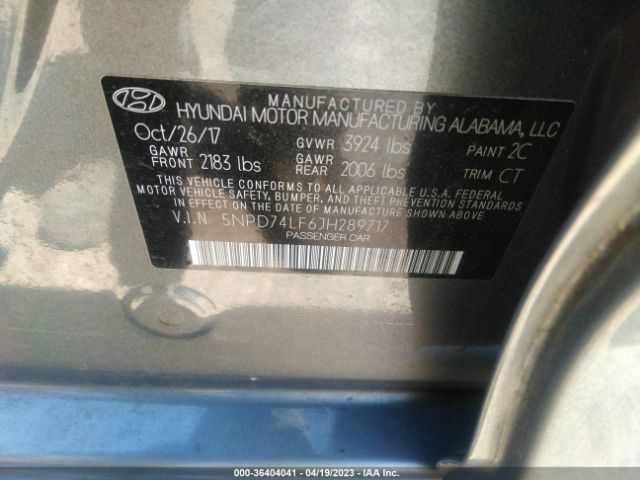 MANUFACTURED BY
HYUNDAI MOTOR MANUFACTURING ALABAMA, LLC
Oct/26/17 GVWR 3924 lbs PAINT 2C
GAWR FRONT 2183 lbs GAWR REAR 2006 lbs TRIM CT
THIS VEHICLE CONFORMS TO ALL APPLICABLE U.S.A. FEDERAL
MOTOR VEHICLE SAFETY, BUMPER, AND THEFT PREVENTION STANDARDS
IN EFFECT ON THE DATE OF MANUFACTURE SHOWN ABOVE.
V.I.N 5NPD74LF6JH289717
PASSENGER CAR
000-36404041 - 04/19/2023 - IAA Inc.